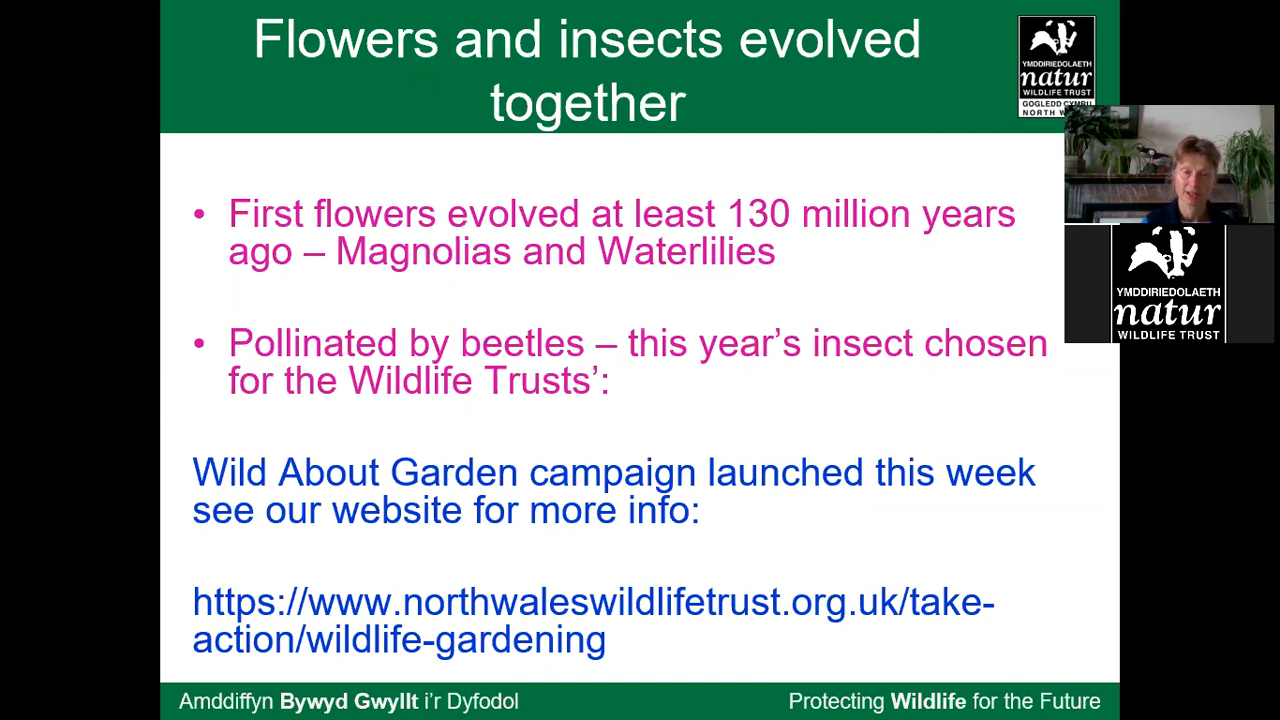 Flowers and insects evolved
together
YMDDIRIEDOLAETH
natur
WILDLIFE TRUST
GOGLEDD CYMRU
NORTH
• First flowers evolved at least 130 million years
ago – Magnolias and Waterlilies
• Pollinated by beetles – this year’s insect chosen
for the Wildlife Trusts’:
YMDDIRIEDOLAETH
natur
WILDLIFE TRUST
Wild About Garden campaign launched this week
see our website for more info:
https://www.northwaleswildlifetrust.org.uk/take-
action/wildlife-gardening
Amddiffyn Bywyd Gwyllt i’r Dyfodol
Protecting Wildlife for the Future